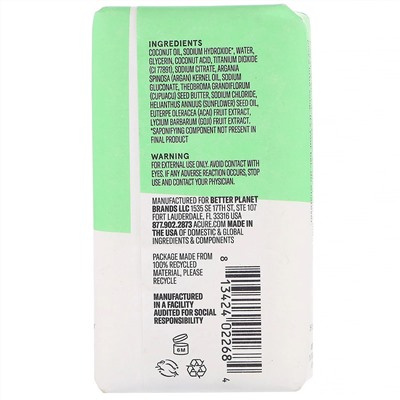 INGREDIENTS
COCONUT OIL, SODIUM HYDROXIDE*, WATER,
GLYCERIN, COCONUT ACID, TITANIUM DIOXIDE
(CI 77891), SODIUM CITRATE, ARGANIA
SPINOSA (ARGAN) KERNEL OIL, SODIUM
GLUCONATE, THEOBROMA GRANDIFLORUM
(CUPUACU) SEED BUTTER, SODIUM CHLORIDE,
HELIANTHUS ANNUUS (SUNFLOWER) SEED OIL,
EUTERPE OLERACEA (ACAI) FRUIT EXTRACT,
LYCIUM BARBARUM (GOJI) FRUIT EXTRACT.
*SAPONIFYING COMPONENT NOT PRESENT IN
FINAL PRODUCT
WARNING
FOR EXTERNAL USE ONLY. AVOID CONTACT WITH
EYES. IF ANY ADVERSE REACTION OCCURS, STOP
USE AND CONTACT YOUR PHYSICIAN.
MANUFACTURED FOR BETTER PLANET
BRANDS LLC 1535 SE 17TH ST, STE 107
FORT LAUDERDALE, FL 33316 USA
877.902.2873 ACURE.COM MADE IN
THE USA OF DOMESTIC & GLOBAL
INGREDIENTS & COMPONENTS
PACKAGE MADE FROM
100% RECYCLED
MATERIAL, PLEASE
RECYCLE
MANUFACTURED
IN A FACILITY
AUDITED FOR SOCIAL
RESPONSIBILITY
6M
8 13424 02268 4